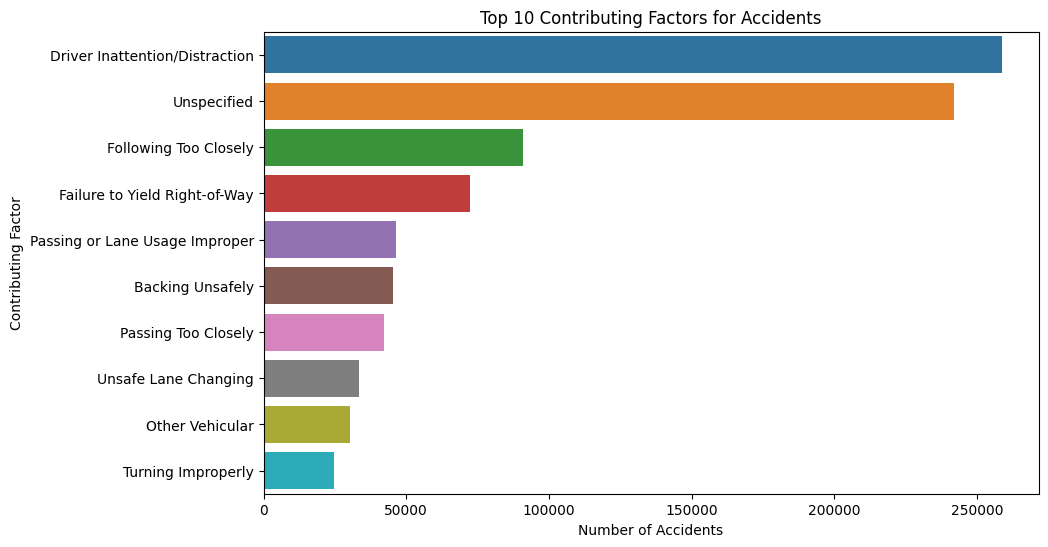 Top 10 Contributing Factors for Accidents
Contributing Factor
Driver Inattention/Distraction
Unspecified
Following Too Closely
Failure to Yield Right-of-Way
Passing or Lane Usage Improper
Backing Unsafely
Passing Too Closely
Unsafe Lane Changing
Other Vehicular
Turning Improperly
0 50000 100000 150000 200000 250000
Number of Accidents